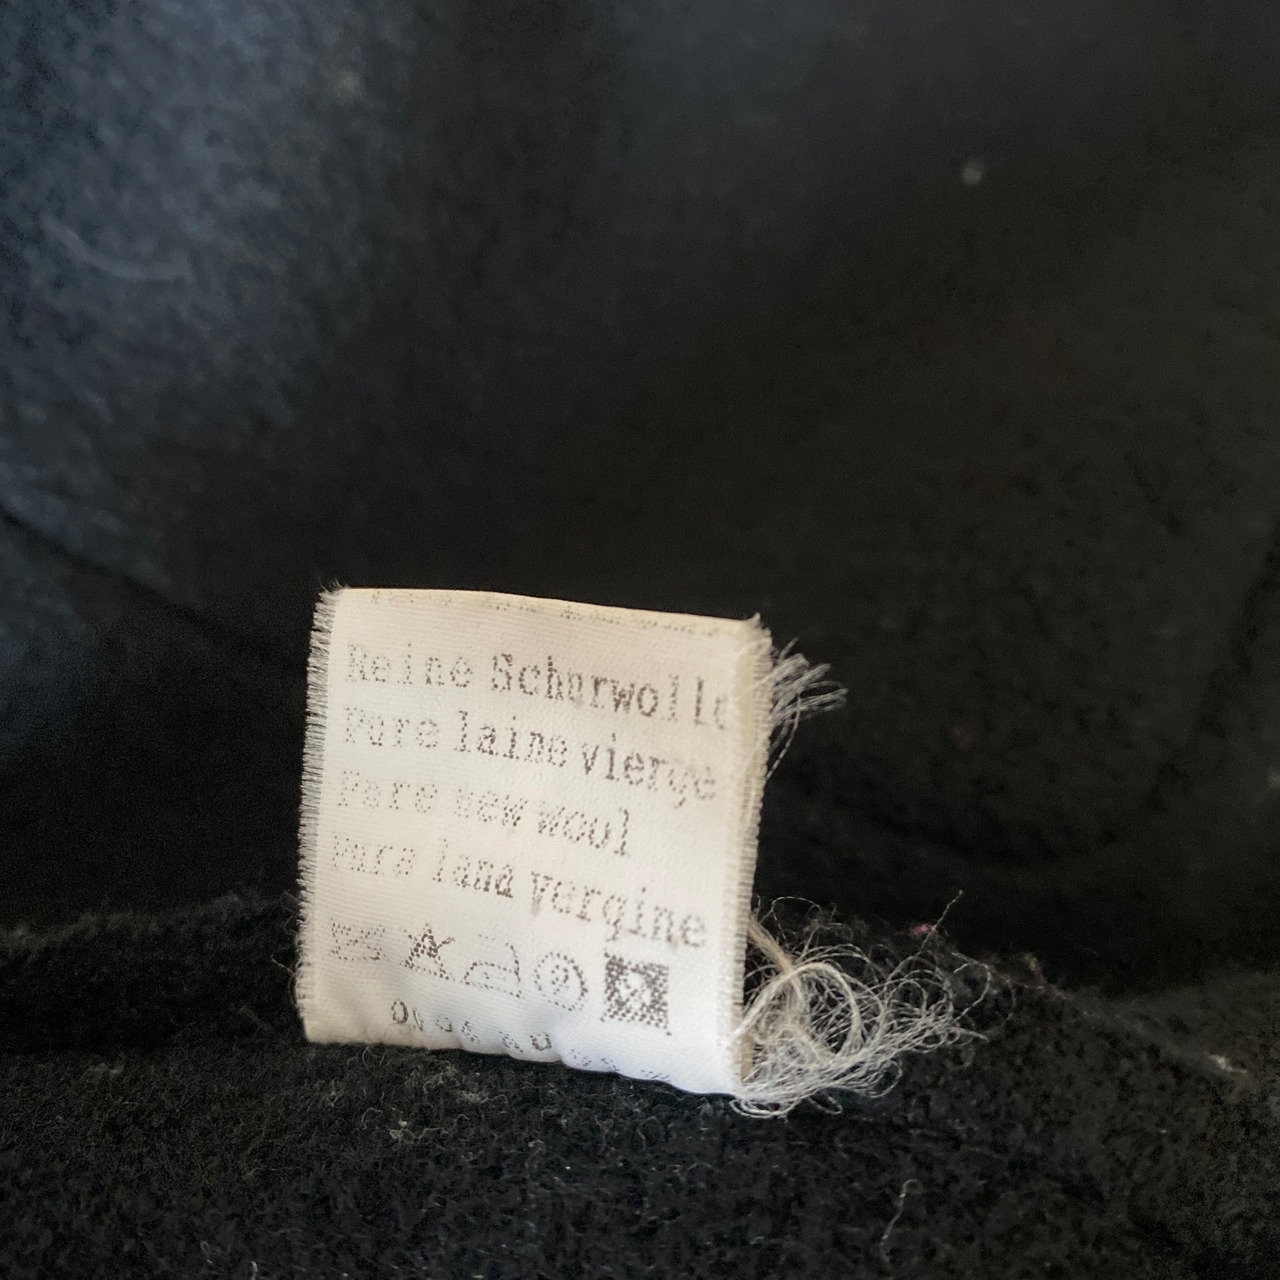 Reine Schurwolle
Pure laine vierge
Pure new wool
Pura lana vergine